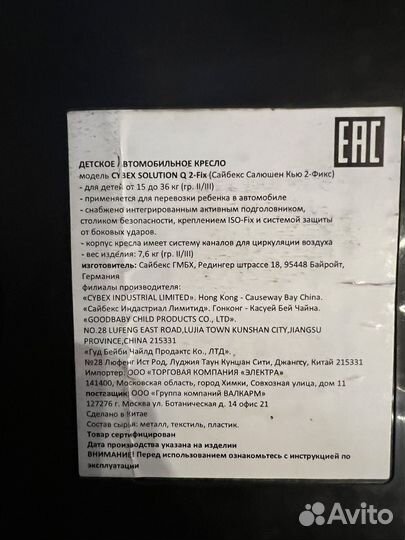 EAC
ДЕТСКОЕ АВТОМОБИЛЬНОЕ КРЕСЛО
модель CYBEX SOLUTION Q 2-Fix (Сайбекс Салюшен Кью 2-Фикс)
- для детей от 15 до 36 кг (гр. II/III)
- применяется для перевозки ребенка в автомобиле
- снабжено интегрированным активным подголовником,
столиком безопасности, креплением ISO-Fix и системой защиты
от боковых ударов.
- корпус кресла имеет систему каналов для циркуляции воздуха
- вес изделия: 7,6 кг (гр. II/III)
изготовитель: Сайбекс ГМБХ, Редингер штрассе 18, 95448 Байройт,
Германия
филиалы производителя:
«CYBEX INDUSTRIAL LIMITED». Hong Kong - Causeway Bay China.
«Сайбекс Индастриал Лимитид». Гонконг - Касуей Бей Чайна.
«GOODBABY CHILD PRODUCTS CO., LTD».
NO.28 LUFENG EAST ROAD,LUJIA TOWN KUNSHAN CITY,JIANGSU
PROVINCE,CHINA 215331
«Гуд Бейби Чайлд Продактс Ко., ЛТД».
№28 Люфенг Ист Род, Луджия Таун Куншан Сити, Джангсу, Китай 215331
Импортер: ООО «ТОРГОВАЯ КОМПАНИЯ «ЭЛЕКТРА»
141400, Московская область, город Химки, Совхозная улица, дом 11
поставщик: ООО «Группа компаний ВАЛКАРМ»
127276 г. Москва ул. Ботаническая д. 14 офис 21
Сделано в Китае
Состав сырья: металл, текстиль, пластик.
Товар сертифицирован
Дата производства указана на изделии
ВНИМАНИЕ! Перед использованием ознакомьтесь с инструкцией по
эксплуатации
Avito